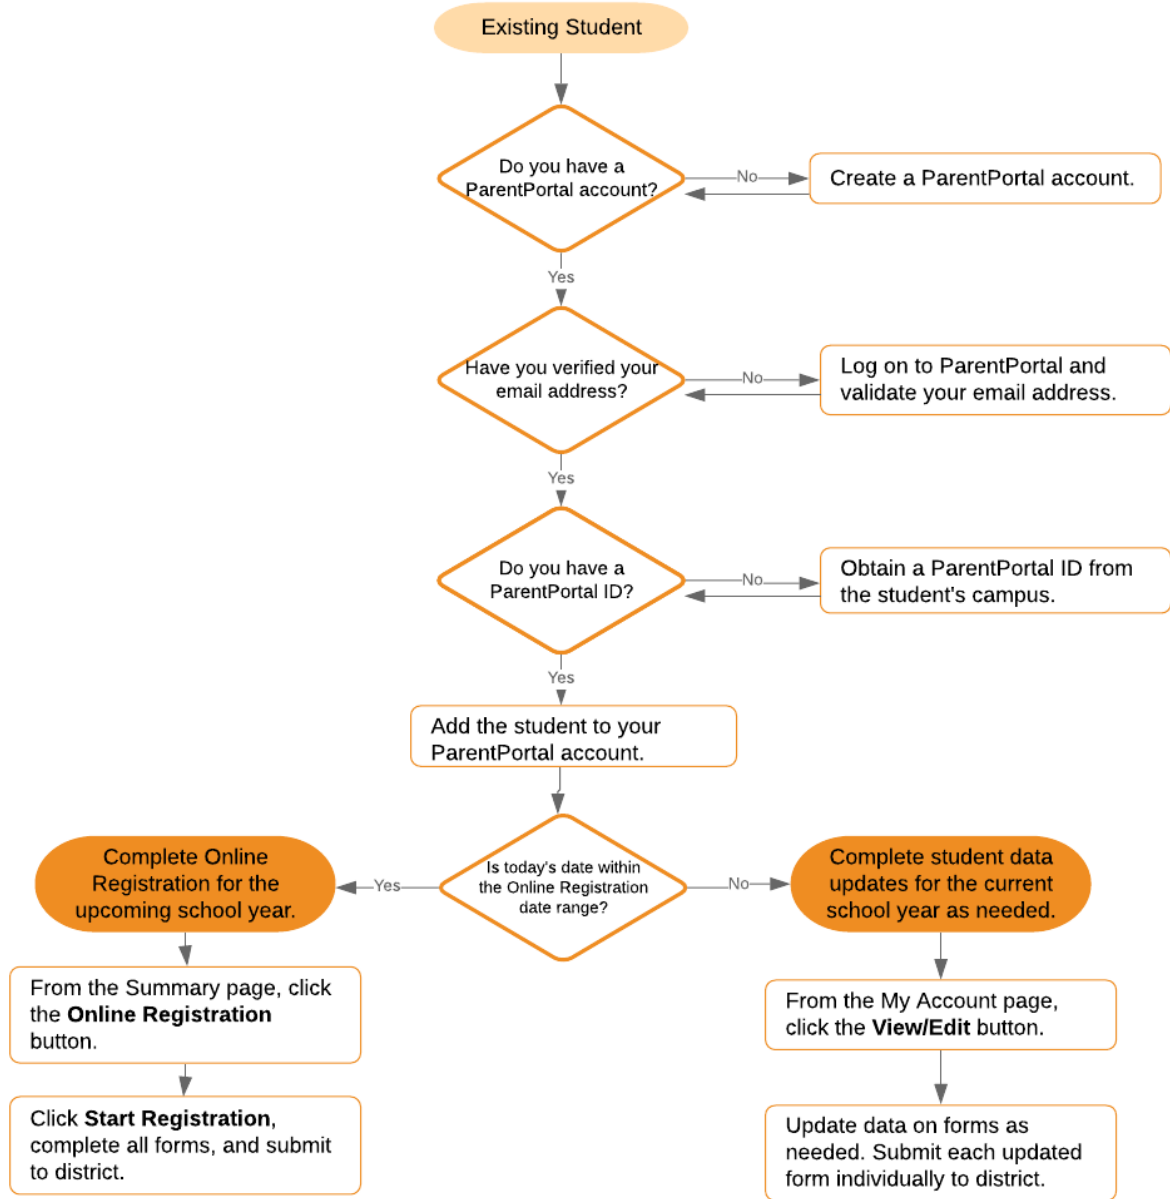 Existing Student
Do you have a
ParentPortal account?
No
Create a ParentPortal account.
Yes
Have you verified your
email address?
No
Log on to ParentPortal and
validate your email address.
Yes
Do you have a
ParentPortal ID?
No
Obtain a ParentPortal ID from
the student's campus.
Yes
Add the student to your
ParentPortal account.
Is today's date within
the Online Registration
date range?
Yes
Complete Online
Registration for the
upcoming school year.
From the Summary page, click
the Online Registration
button.
Click Start Registration,
complete all forms, and submit
to district.
No
Complete student data
updates for the current
school year as needed.
From the My Account page,
click the View/Edit button.
Update data on forms as
needed. Submit each updated
form individually to district.